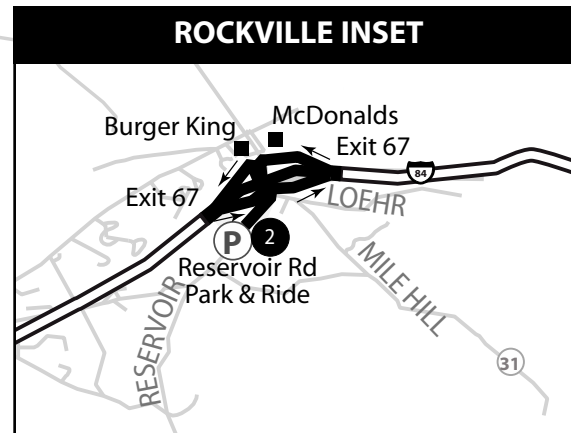 ROCKVILLE INSET
McDonalds
Burger King
Exit 67
84
Exit 67
LOEHR
P
2
Reservoir Rd
Park & Ride
MILE HILL
RESERVOIR
31